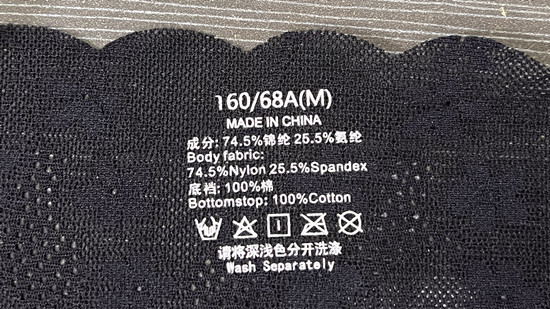 160/68A(M)
MADE IN CHINA
成分: 74.5%锦纶 25.5%氨纶
Body fabric:
74.5%Nylon 25.5%Spandex
底裆: 100%棉
Bottomstop: 100%Cotton
请将深浅色分开洗涤
Wash Separately